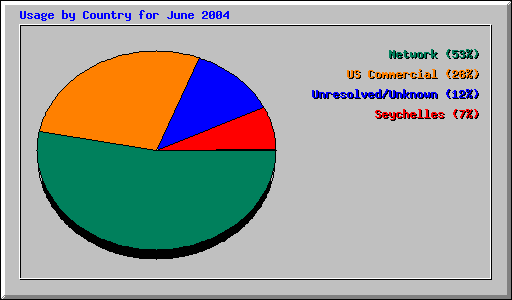 Usage by Country for June 2004
Network (53%)
US Commercial (28%)
Unresolved/Unknown (12%)
Seychelles (7%)